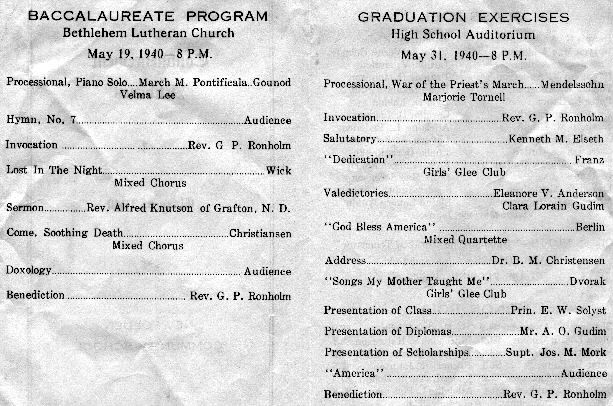 BACCALAUREATE PROGRAM
Bethlehem Lutheran Church
May 19, 1940—8 P.M.
Processional, Piano Solo....March M. Pontificala..Gounod
Velma Lee
Hymn, No. 7........Audience
Invocation ........Rev. G P. Ronholm
Lost In The Night........Wick
Mixed Chorus
Sermon........Rev. Alfred Knutson of Grafton, N. D.
Come, Soothing Death........Christiansen
Mixed Chorus
Doxology........Audience
Benediction ........ Rev. G. P. Ronholm
GRADUATION EXERCISES
High School Auditorium
May 31, 1940—8 P.M.
Processional, War of the Priest's March.....Mendelssohn
Marjorie Tornell
Invocation........Rev. G. P. Ronholm
Salutatory........Kenneth M. Elseth
"Dedication"........ Franz
Girls' Glee Club
Valedictories........Eleanore V. Anderson
Clara Lorain Gudim
"God Bless America" ........Berlin
Mixed Quartette
Address........Dr. B. M. Christensen
"Songs My Mother Taught Me"........Dvorak
Girls' Glee Club
Presentation of Class........Prin. E. W. Solyst
Presentation of Diplomas........Mr. A. O. Gudim
Presentation of Scholarships........Supt. Jos. M. Mork
"America" ........Audience
Benediction........Rev. G. P. Ronholm